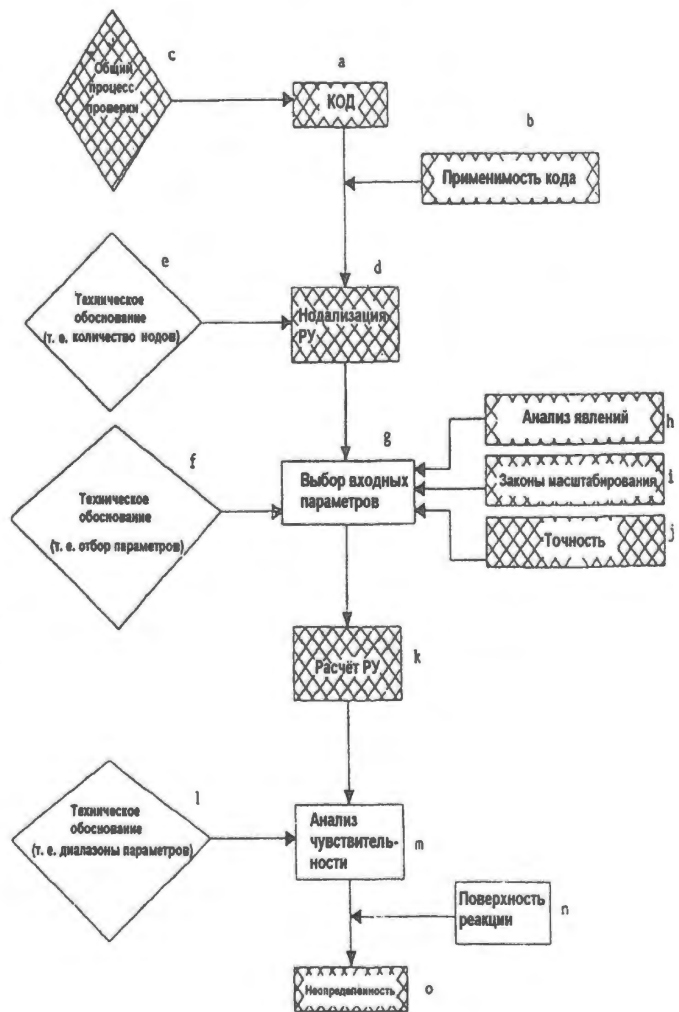 c
Общий
процесс
проверки
a
КОД
b
Применимость кода
e
Техническое
обоснование
(т. е. количество нодов)
d
Нодализация
РУ
f
Техническое
обоснование
(т. е. отбор параметров)
g
Выбор входных
параметров
Анализ явлений
h
Законы масштабирования
i
Точность
j
Расчёт РУ
k
l
Техническое
обоснование
(т. е. диапазоны параметров)
Анализ
чувствитель-
ности
m
Поверхность
реакции
n
Неопределенность
o